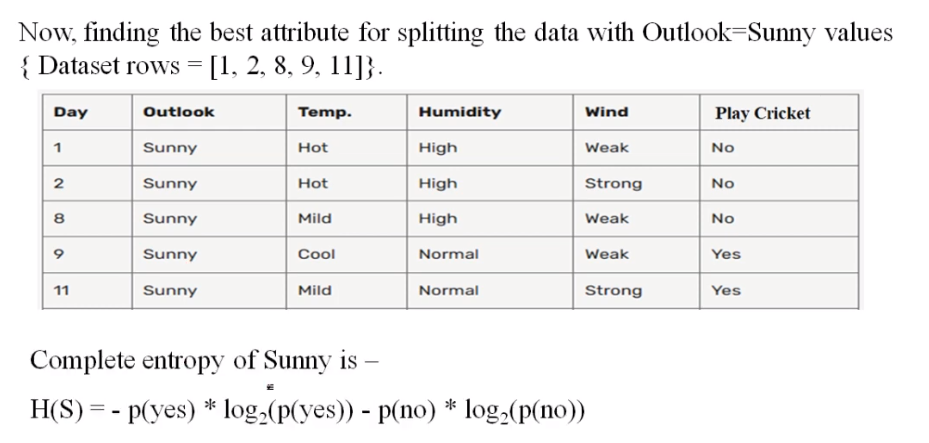 Now, finding the best attribute for splitting the data with Outlook=Sunny values
{ Dataset rows = [1, 2, 8, 9, 11]}.
Day Outlook Temp. Humidity Wind Play Cricket
1 Sunny Hot High Weak No
2 Sunny Hot High Strong No
8 Sunny Mild High Weak No
9 Sunny Cool Normal Weak Yes
11 Sunny Mild Normal Strong Yes
Complete entropy of Sunny is –
H(S) = - p(yes) * log₂(p(yes)) - p(no) * log₂(p(no))